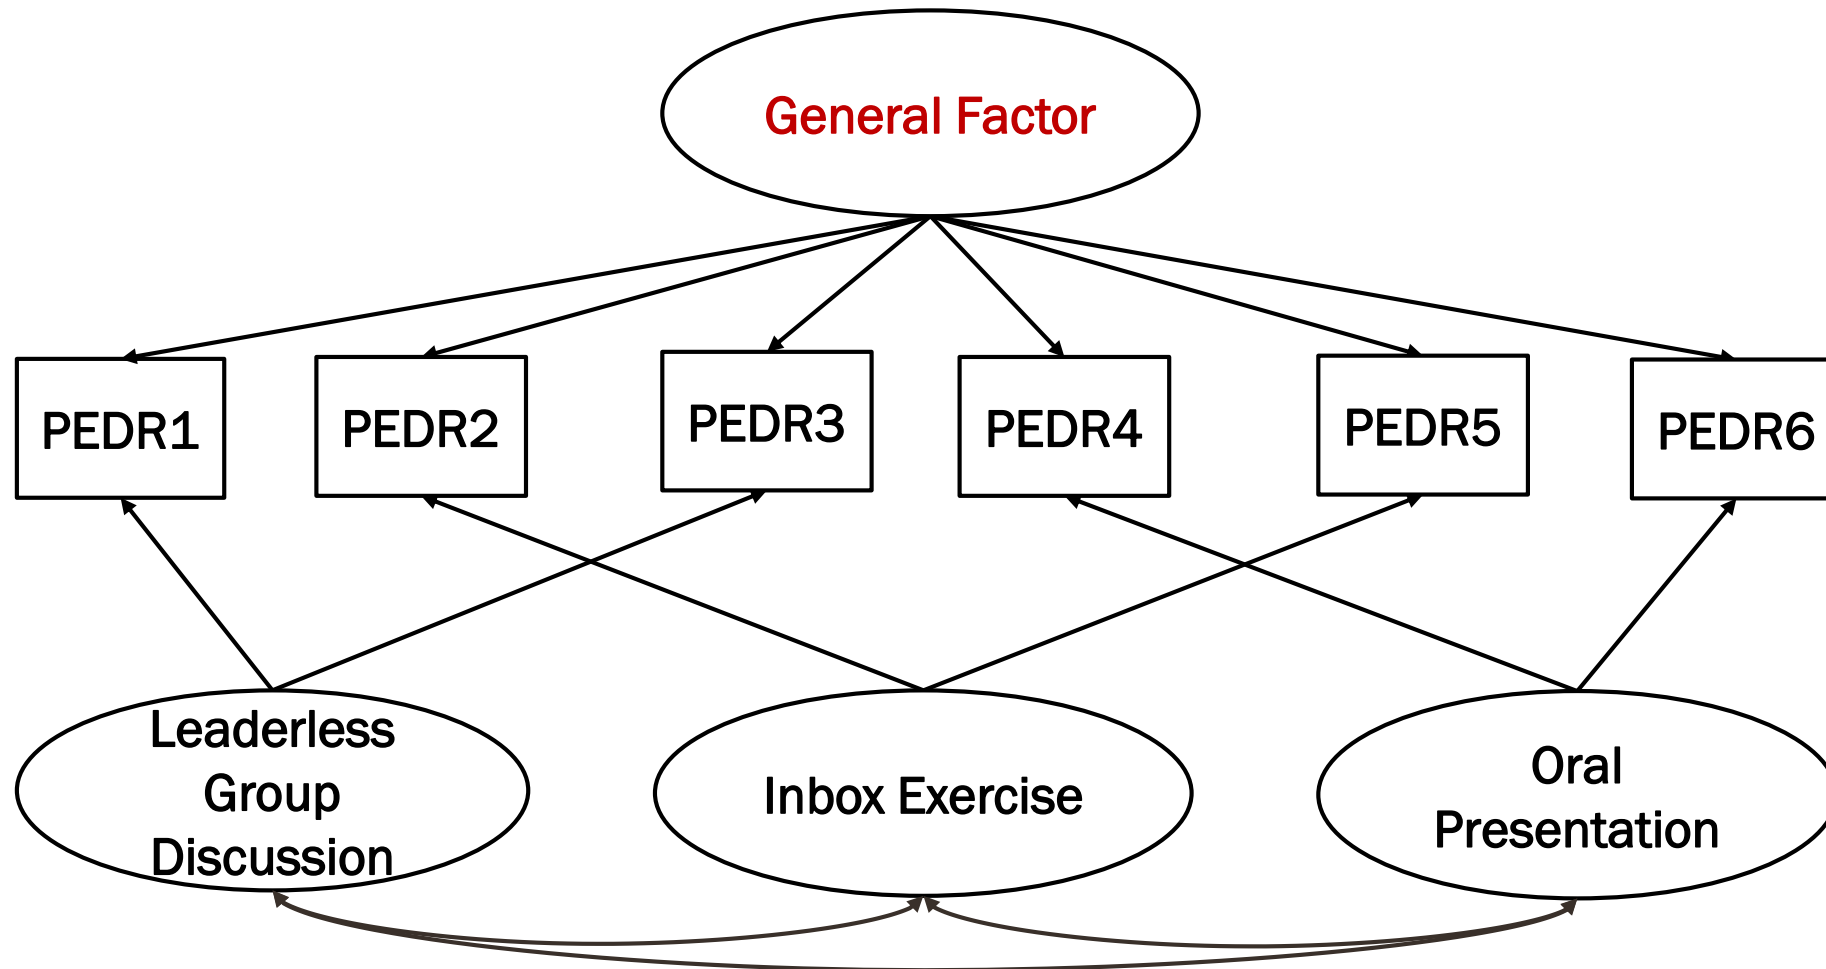 General Factor
PEDR1
PEDR2
PEDR3
PEDR4
PEDR5
PEDR6
Leaderless
Group
Discussion
Inbox Exercise
Oral
Presentation